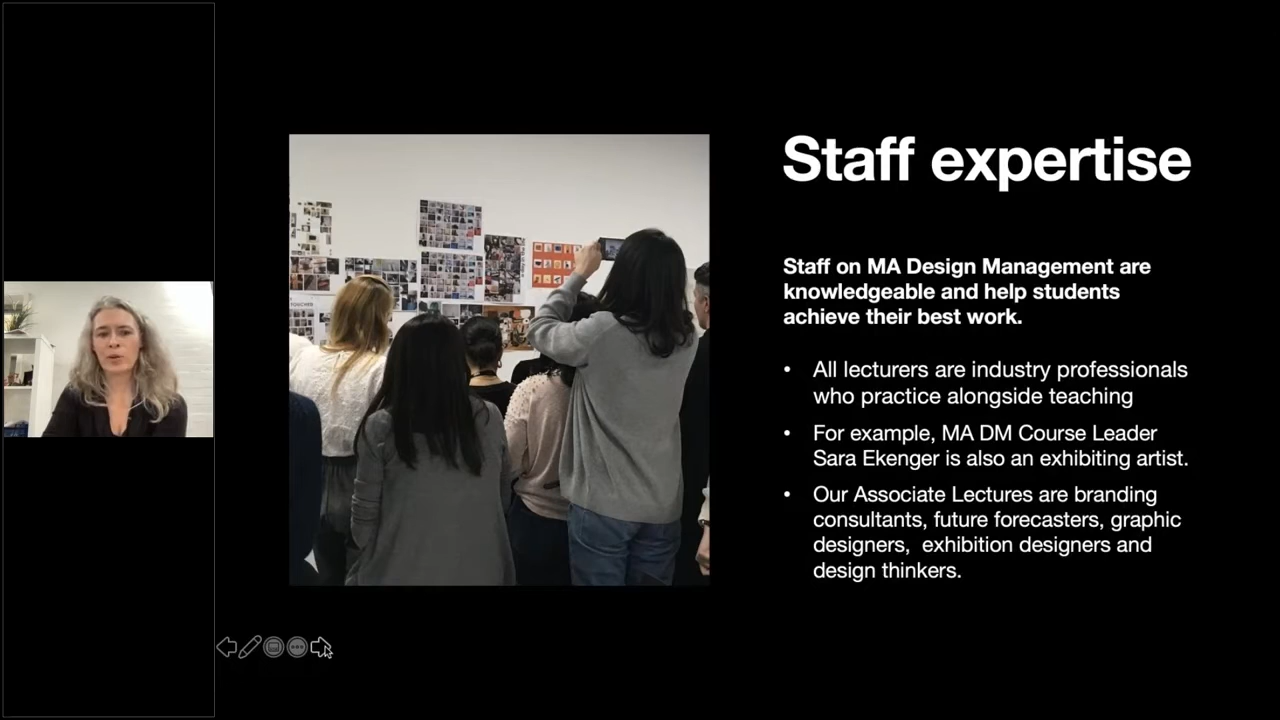 Staff expertise
Staff on MA Design Management are
knowledgeable and help students
achieve their best work.
• All lecturers are industry professionals
who practice alongside teaching
• For example, MA DM Course Leader
Sara Ekenger is also an exhibiting artist.
• Our Associate Lectures are branding
consultants, future forecasters, graphic
designers,  exhibition designers and
design thinkers.